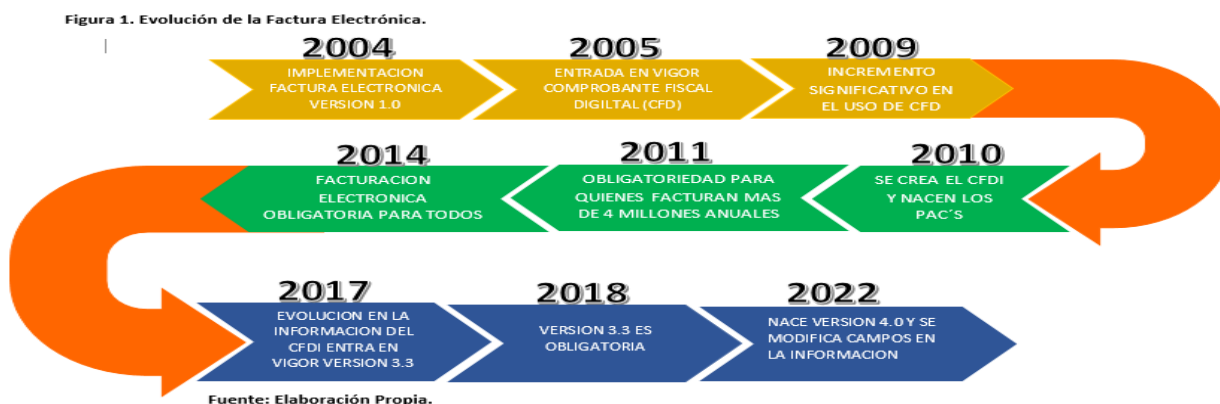 Figura 1. Evolución de la Factura Electrónica.
2004
IMPLEMENTACION
FACTURA ELECTRONICA
VERSION 1.0
2005
ENTRADA EN VIGOR
COMPROBANTE FISCAL
DIGILTAL (CFD)
2009
INCREMENTO
SIGNIFICATIVO EN
EL USO DE CFD
2010
SE CREA EL CFDI
Y NACEN LOS
PAC´S
2011
OBLIGATORIEDAD PARA
QUIENES FACTURAN MAS
DE 4 MILLONES ANUALES
2014
FACTURACION
ELECTRONICA
OBLIGATORIA PARA TODOS
2017
EVOLUCION EN LA
INFORMACION DEL
CFDI ENTRA EN
VIGOR VERSION 3.3
2018
VERSION 3.3 ES
OBLIGATORIA
2022
NACE VERSION 4.0 Y SE
MODIFICA CAMPOS EN
LA INFORMACION
Fuente: Elaboración Propia.